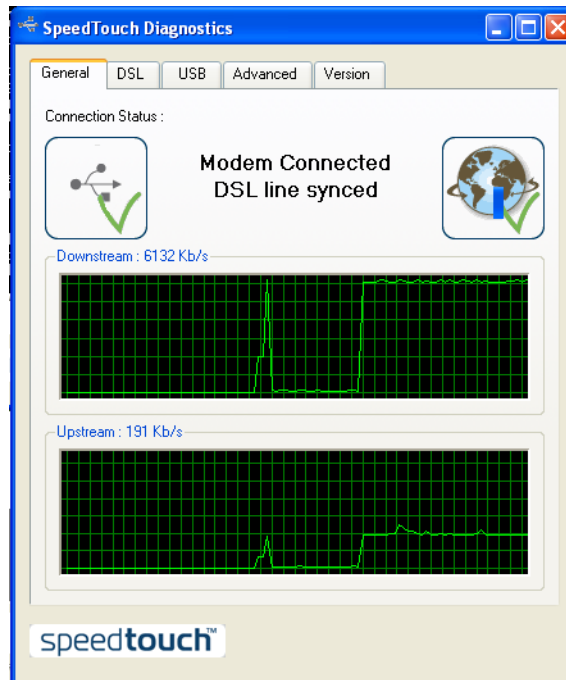 SpeedTouch Diagnostics
General DSL USB Advanced Version
Connection Status :
Modem Connected
DSL line synced
Downstream : 6132 Kb/s
Upstream : 191 Kb/s
speedtouch™